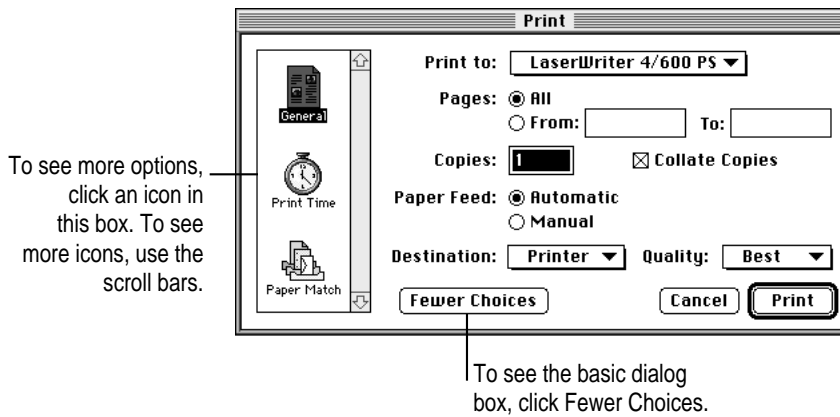 Print
Print to: LaserWriter 4/600 PS
Pages: All
From: To:
Copies: 1 Collate Copies
Paper Feed: Automatic
Manual
Destination: Printer Quality: Best
Fewer Choices Cancel Print
General
Print Time
Paper Match
To see more options,
click an icon in
this box. To see
more icons, use the
scroll bars.
To see the basic dialog
box, click Fewer Choices.